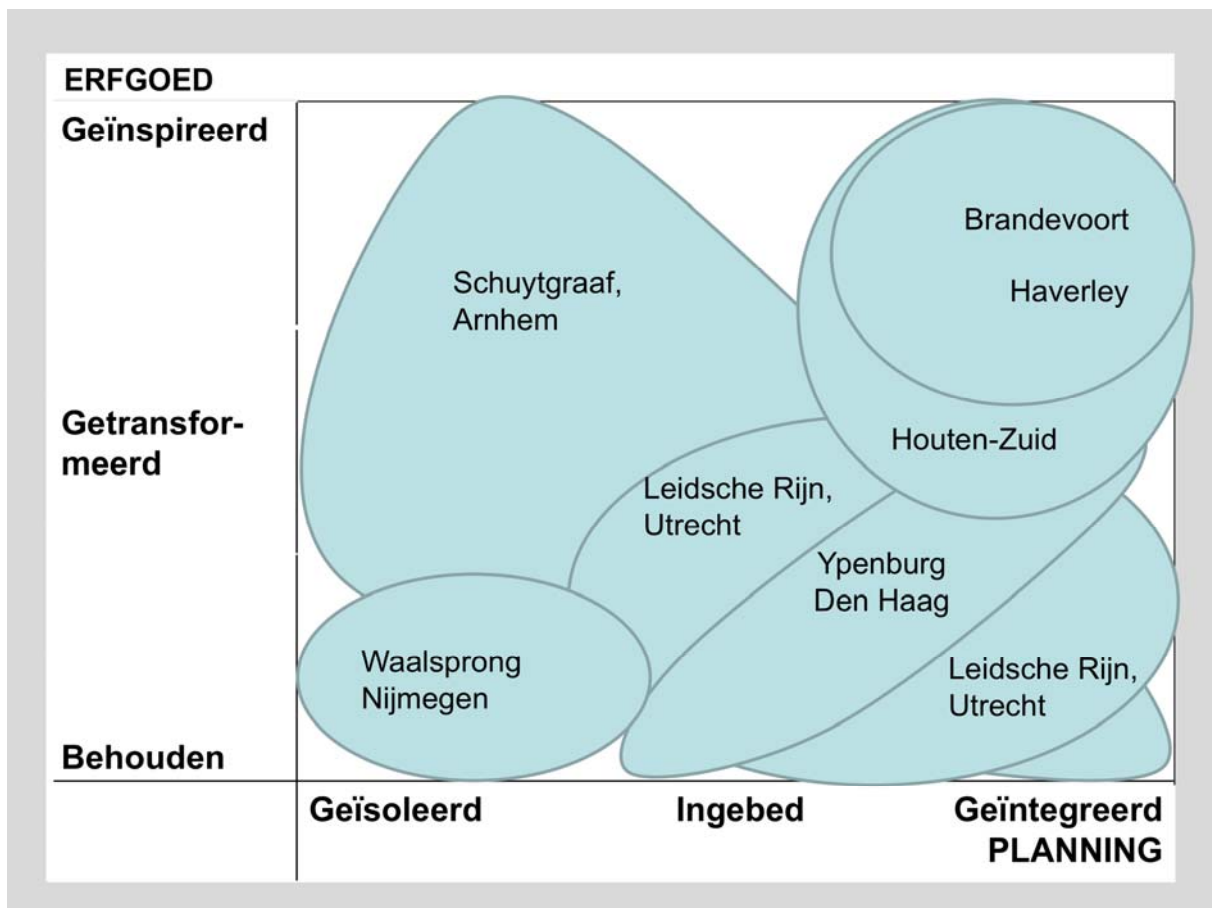 ERFGOED
Geïnspireerd
Brandevoort
Schuytgraaf,
Arnhem
Haverley
Getransfor-
meerd
Houten-Zuid
Leidsche Rijn,
Utrecht
Ypenburg
Den Haag
Waalsprong
Nijmegen
Leidsche Rijn,
Utrecht
Behouden
Geïsoleerd
Ingebed
Geïntegreerd
PLANNING